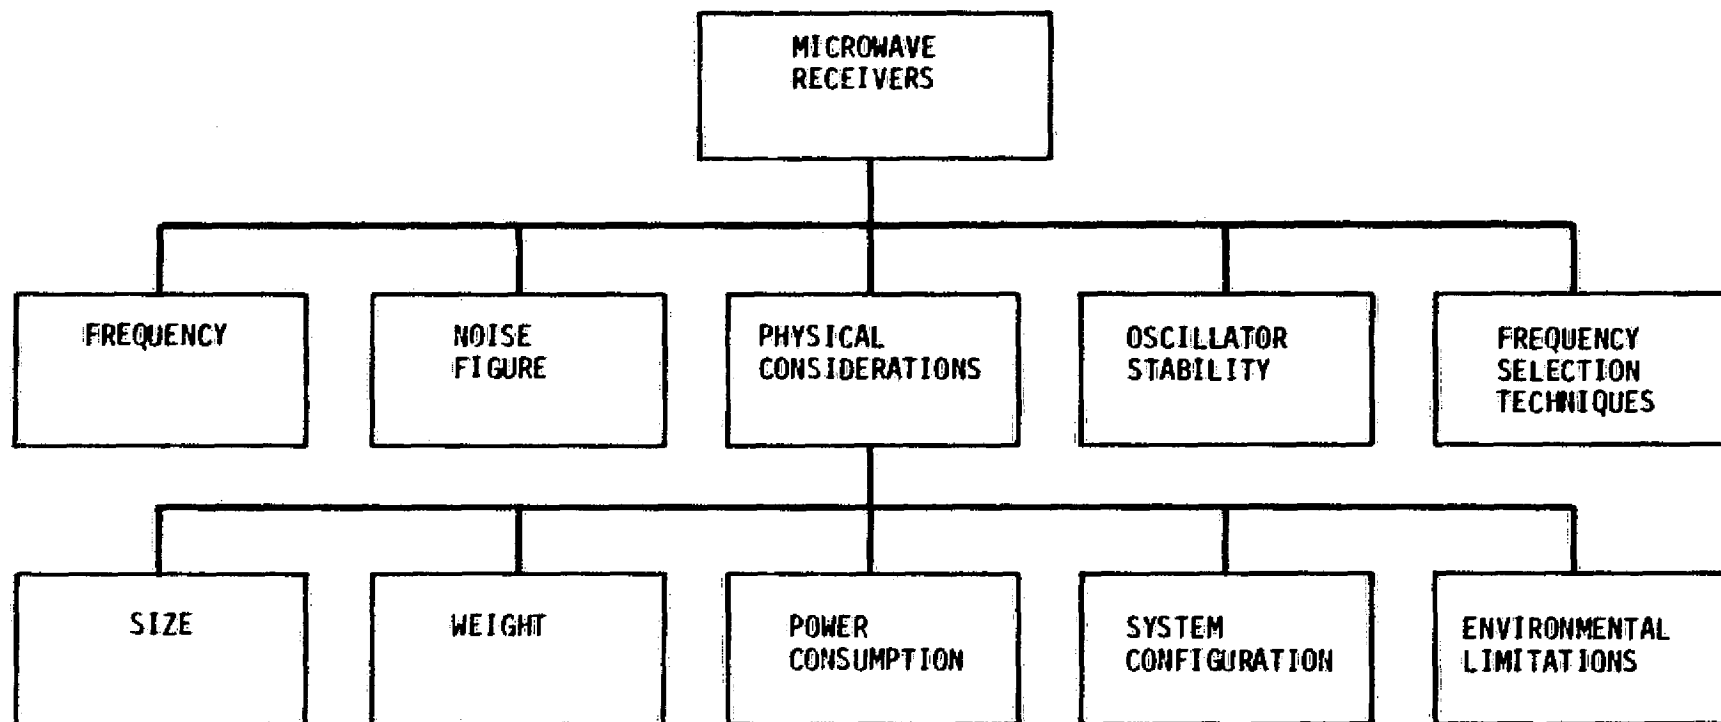 MICROWAVE
RECEIVERS
FREQUENCY
NOISE
FIGURE
PHYSICAL
CONSIDERATIONS
OSCILLATOR
STABILITY
FREQUENCY
SELECTION
TECHNIQUES
SIZE
WEIGHT
POWER
CONSUMPTION
SYSTEM
CONFIGURATION
ENVIRONMENTAL
LIMITATIONS